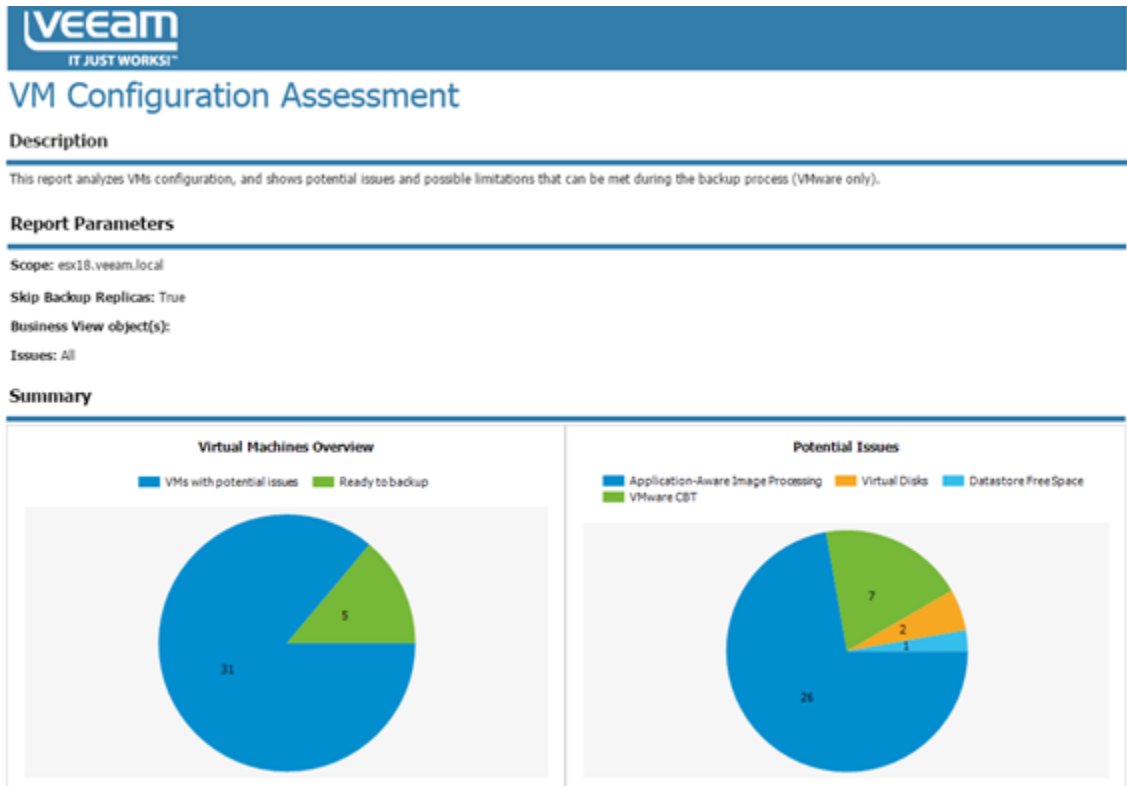 veeam
IT JUST WORKS!™
VM Configuration Assessment
Description
This report analyzes VMs configuration, and shows potential issues and possible limitations that can be met during the backup process (VMware only).
Report Parameters
Scope: esx18.veeam.local
Skip Backup Replicas: True
Business View object(s):
Issues: All
Summary
Virtual Machines Overview
VMs with potential issues Ready to backup
5
31
Potential Issues
Application-Aware Image Processing Virtual Disks Datastore Free Space
VMware CBT
7
2
1
26